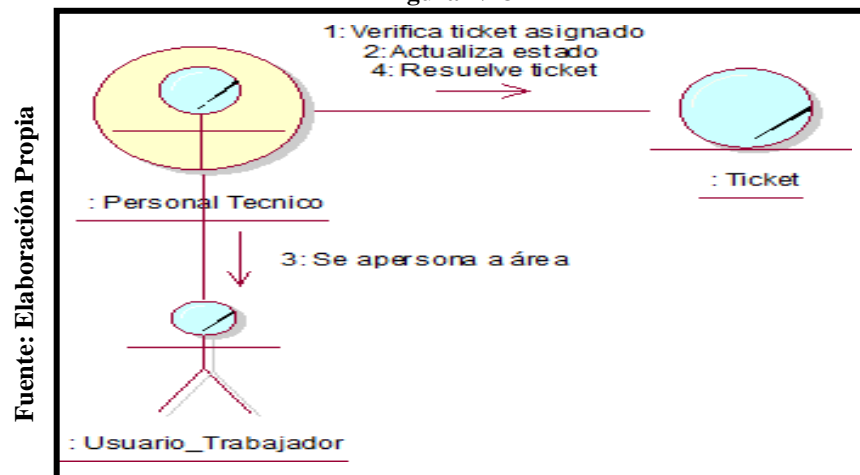 1: Verifica ticket asignado
2: Actualiza estado
4: Resuelve ticket
: Personal Tecnico
: Ticket
3: Se apersona a área
: Usuario_Trabajador
Fuente: Elaboración Propia